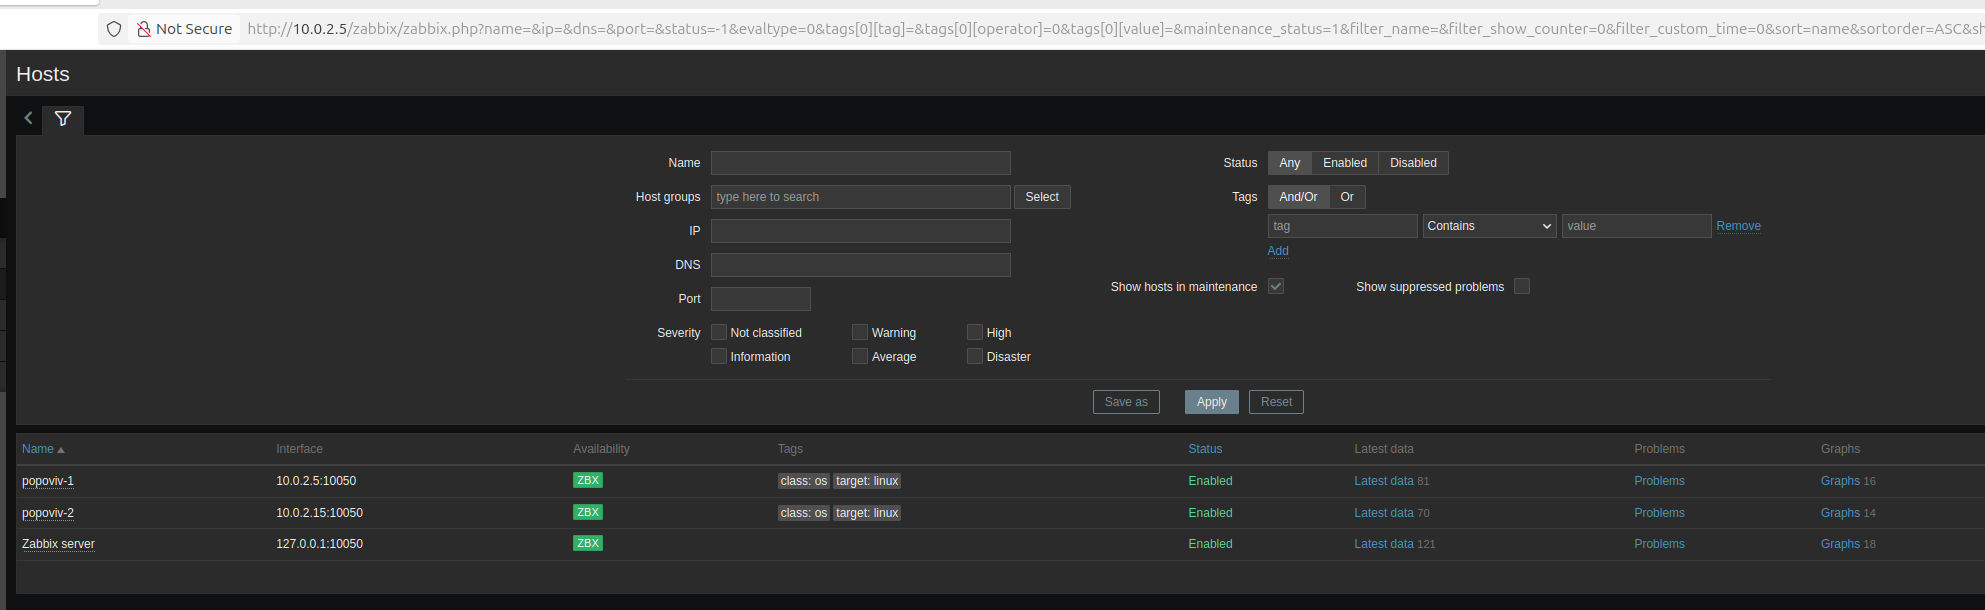 Not Secure http://10.0.2.5/zabbix/zabbix.php?name=&ip=&dns=&port=&status=-1&evaltype=0&tags[0][tag]=&tags[0][operator]=0&tags[0][value]=&maintenance_status=1&filter_name=&filter_show_counter=0&filter_custom_time=0&sort=name&sortorder=ASC&sh
Hosts
Name Status Any Enabled Disabled
Host groups type here to search Select Tags And/Or Or
IP tag Contains value Remove
Add
DNS
Show hosts in maintenance Show suppressed problems
Port
Severity Not classified Warning High
Information Average Disaster
Save as Apply Reset
Name Interface Availability Tags Status Latest data Problems Graphs
popoviv-1 10.0.2.5:10050 ZBX class: os target: linux Enabled Latest data 81 Problems Graphs 16
popoviv-2 10.0.2.15:10050 ZBX class: os target: linux Enabled Latest data 70 Problems Graphs 14
Zabbix server 127.0.0.1:10050 ZBX Enabled Latest data 121 Problems Graphs 18